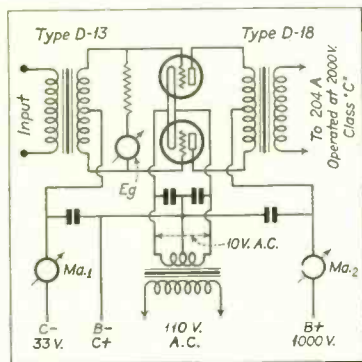 Type D-13
Type D-18
Input
Eg
To 204 A
Operated at 2000V.
Class "C"
10V. A.C.
Ma.1
Ma.2
C-
33 V.
B-
C+
110 V.
A.C.
B+
1000V.